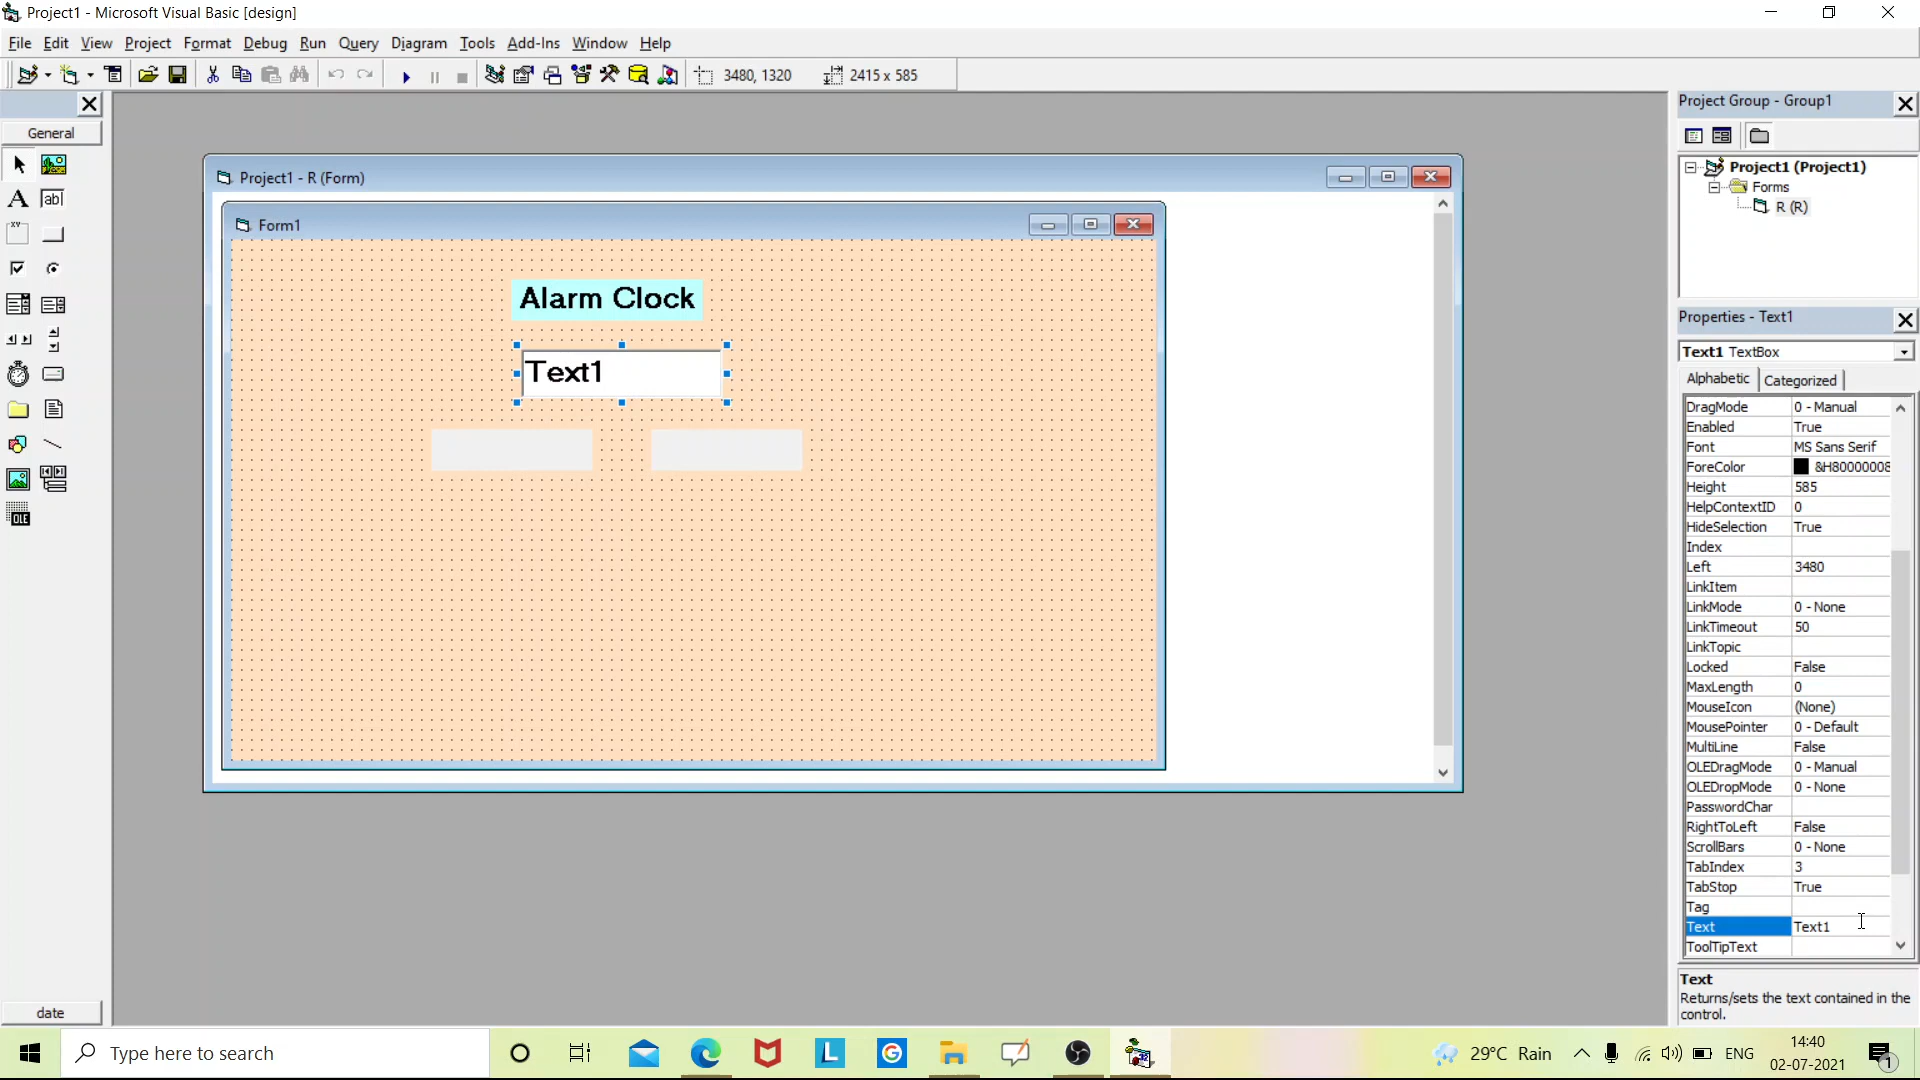 Project1 - Microsoft Visual Basic [design]
File Edit View Project Format Debug Run Query Diagram Tools Add-Ins Window Help
3480, 1320 2415 x 585
General
A
ab|
xy
OLE
date
Project1 - R (Form)
Form1
Alarm Clock
Text1
Project Group - Group1
Project1 (Project1)
Forms
R (R)
Properties - Text1
Text1 TextBox
Alphabetic Categorized
DragMode 0 - Manual
Enabled True
Font MS Sans Serif
ForeColor &H80000008
Height 585
HelpContextID 0
HideSelection True
Index
Left 3480
LinkItem
LinkMode 0 - None
LinkTimeout 50
LinkTopic
Locked False
MaxLength 0
MouseIcon (None)
MousePointer 0 - Default
MultiLine False
OLEDragMode 0 - Manual
OLEDropMode 0 - None
PasswordChar
RightToLeft False
ScrollBars 0 - None
TabIndex 3
TabStop True
Tag
Text Text1
ToolTipText
Text
Returns/sets the text contained in the
control.
Type here to search
L
G
29°C Rain
ENG
14:40
02-07-2021
1